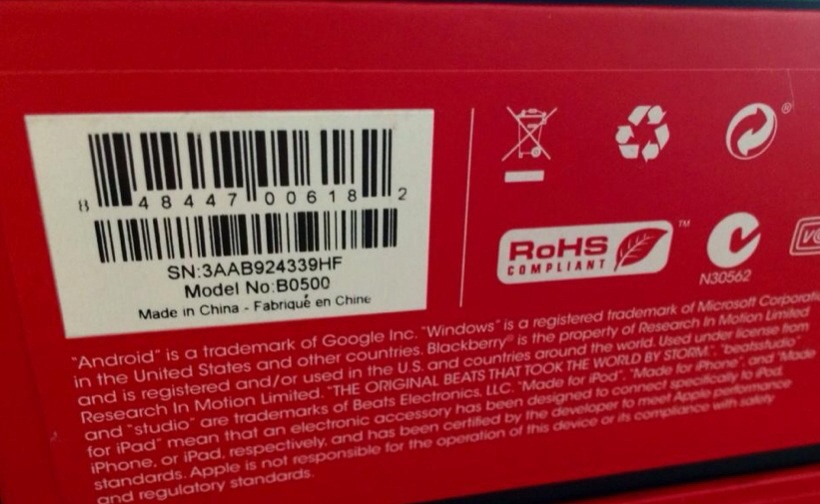 8 48447 00618 2
SN:3AAB924339HF
Model No:B0500
Made in China - Fabriqué en Chine
®
RoHS
COMPLIANT
™
N30562
"Android" is a trademark of Google Inc. "Windows" is a registered trademark of Microsoft Corporation
in the United States and other countries. Blackberry® is the property of Research In Motion Limited
and is registered and/or used in the U.S. and countries around the world. Used under license from
Research In Motion Limited. "THE ORIGINAL BEATS THAT TOOK THE WORLD BY STORM.", "beatsstudio"
and "studio" are trademarks of Beats Electronics, LLC. "Made for iPod", "Made for iPhone", and "Made
for iPad" mean that an electronic accessory has been designed to connect specifically to iPod,
iPhone, or iPad, respectively, and has been certified by the developer to meet Apple performance
standards. Apple is not responsible for the operation of this device or its compliance with safety
and regulatory standards.